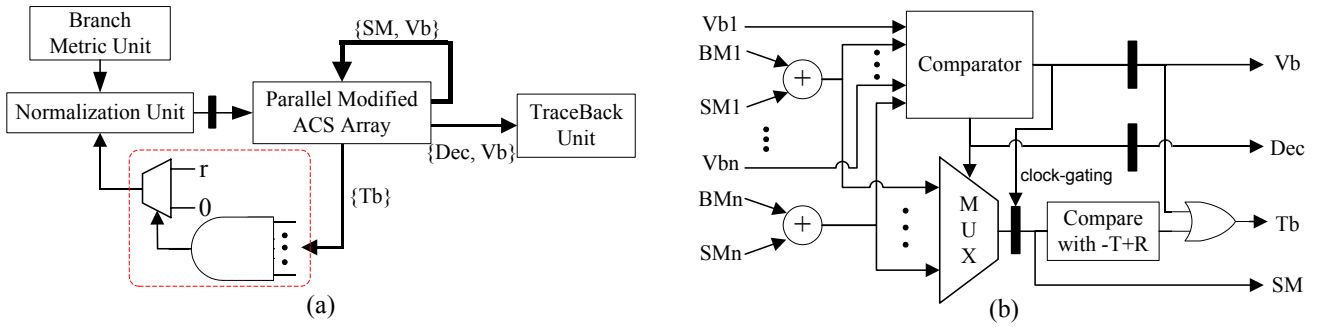 Branch
Metric Unit
Normalization Unit
{SM, Vb}
Parallel Modified
ACS Array
TraceBack
Unit
{Dec, Vb}
{Tb}
r
0
(a)
Vb1
BM1
+
SM1
Vbn
BMn
+
SMn
Comparator
M
U
X
clock-gating
Compare
with -T+R
Vb
Dec
Tb
SM
(b)